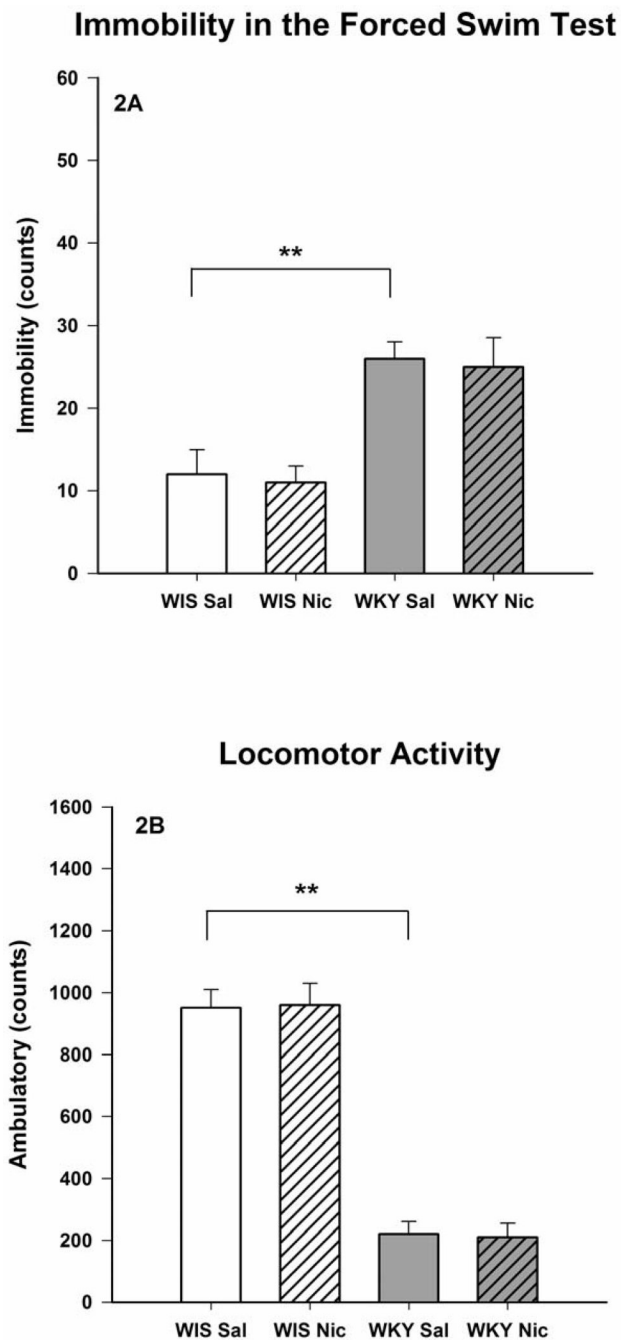 Immobility in the Forced Swim Test
60
2A
50
40
**
30
20
10
0
Immobility (counts)
WIS Sal WIS Nic WKY Sal WKY Nic
Locomotor Activity
1600
2B
1400
**
1200
1000
800
600
400
200
0
Ambulatory (counts)
WIS Sal WIS Nic WKY Sal WKY Nic